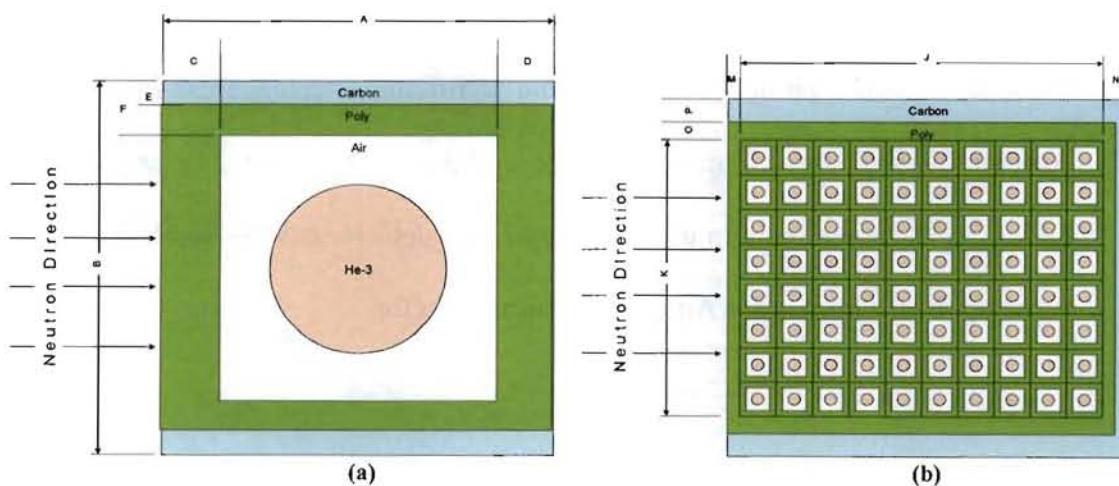 A
C
D
E
F
Carbon
Poly
Air
He-3
B
Neutron Direction
(a)
M
J
N
P
O
Carbon
Poly
K
Neutron Direction
(b)